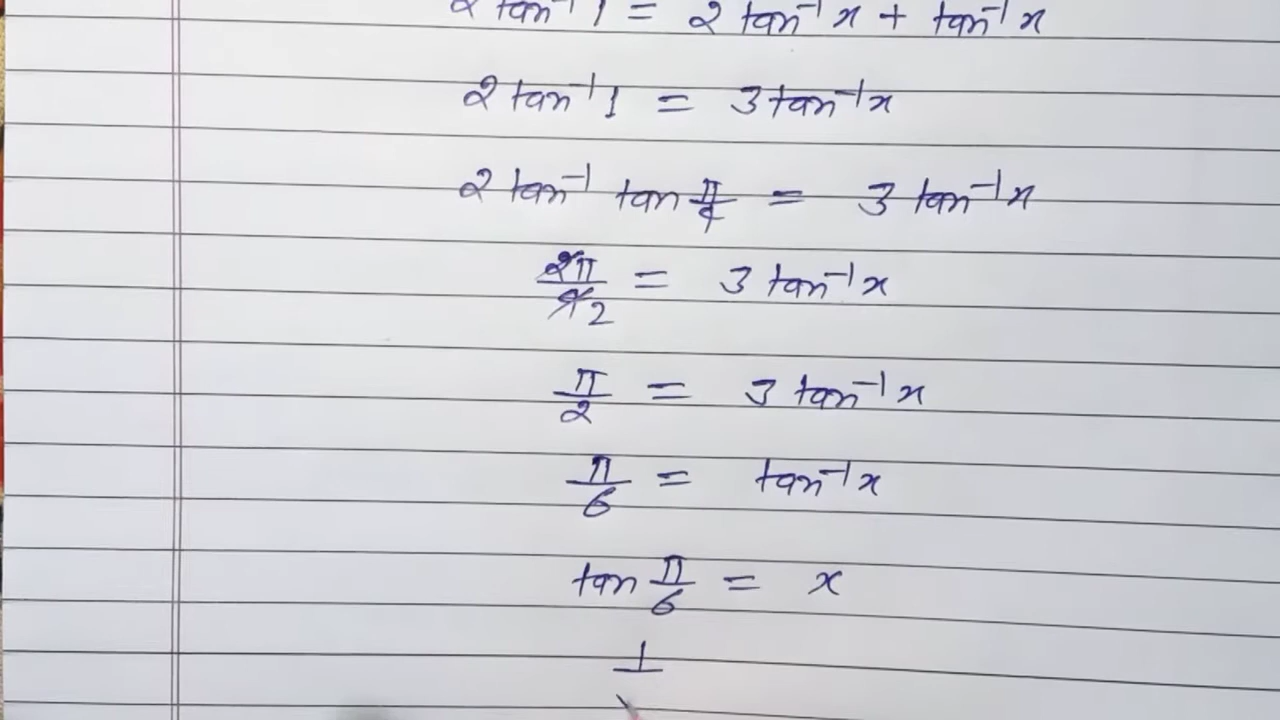 2 tan⁻¹ 1 = 2 tan⁻¹ x + tan⁻¹ x
2 tan⁻¹ 1 = 3 tan⁻¹ x
2 tan⁻¹ tan π/4 = 3 tan⁻¹ x
2π/4 2 = 3 tan⁻¹ x
π/2 = 3 tan⁻¹ x
π/6 = tan⁻¹ x
tan π/6 = x
1/